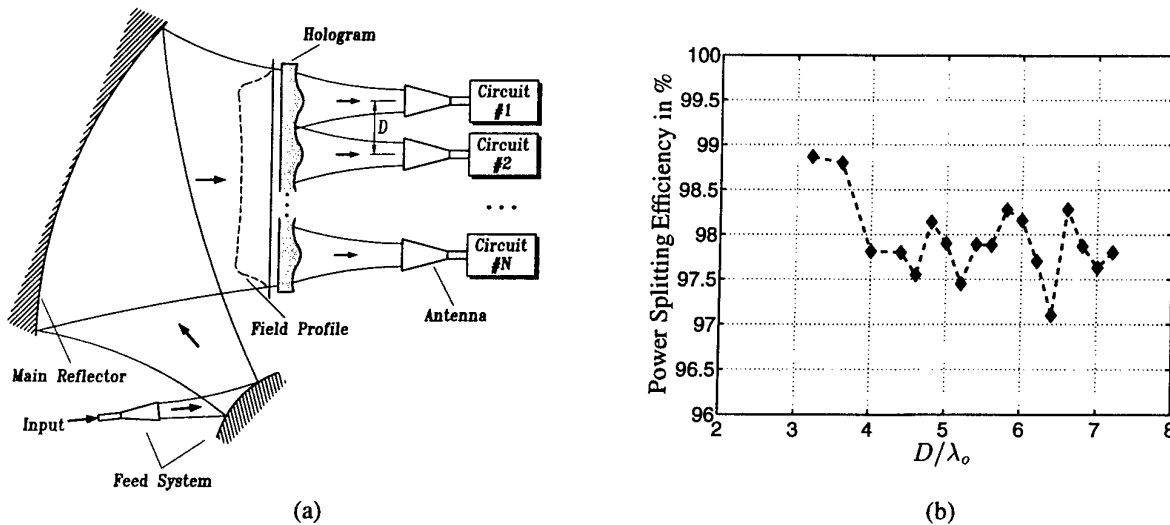 Hologram
Circuit
#1
D
Circuit
#2
Circuit
#N
Antenna
Field Profile
Main Reflector
Input
Feed System
(a)
Power Splitting Efficiency in %
100
99.5
99
98.5
98
97.5
97
96.5
96
2
3
4
5
6
7
8
D/λo
(b)